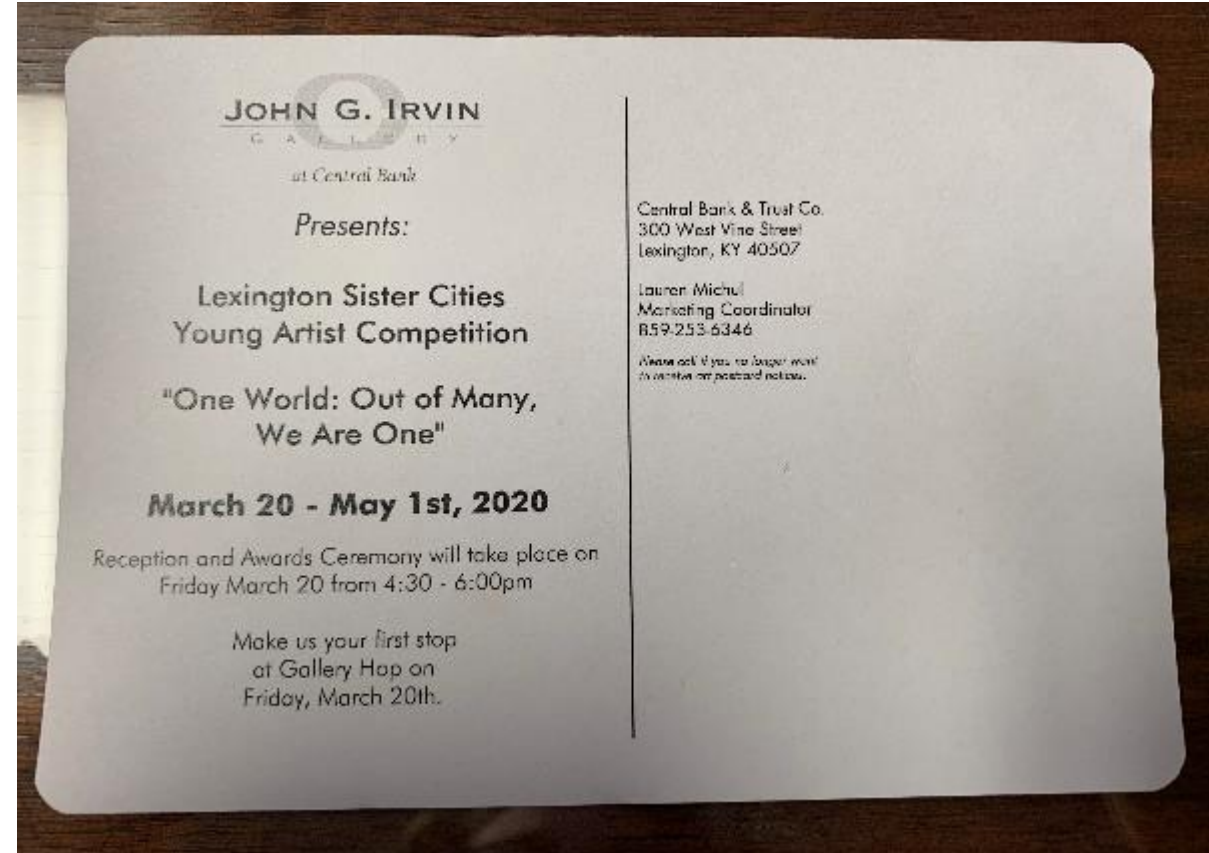 JOHN G. IRVIN
GALLERY
at Central Bank
Presents:
Lexington Sister Cities
Young Artist Competition
"One World: Out of Many,
We Are One"
March 20 - May 1st, 2020
Reception and Awards Ceremony will take place on
Friday March 20 from 4:30 - 6:00pm
Make us your first stop
at Gallery Hop on
Friday, March 20th.
Central Bank & Trust Co.
300 West Vine Street
Lexington, KY 40507
Lauren Michul
Marketing Coordinator
859-253-6346
Please call if you no longer want
to receive art postcard notices.